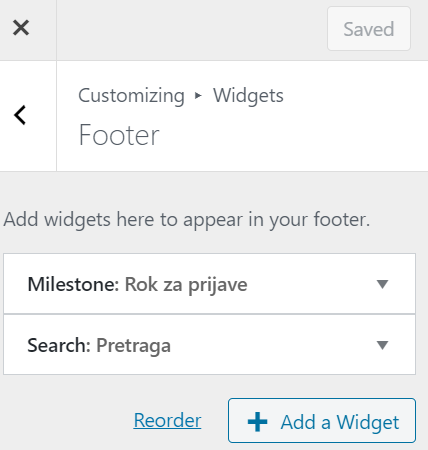 Saved
Customizing ▸ Widgets
Footer
Add widgets here to appear in your footer.
Milestone: Rok za prijave
Search: Pretraga
Reorder
Add a Widget